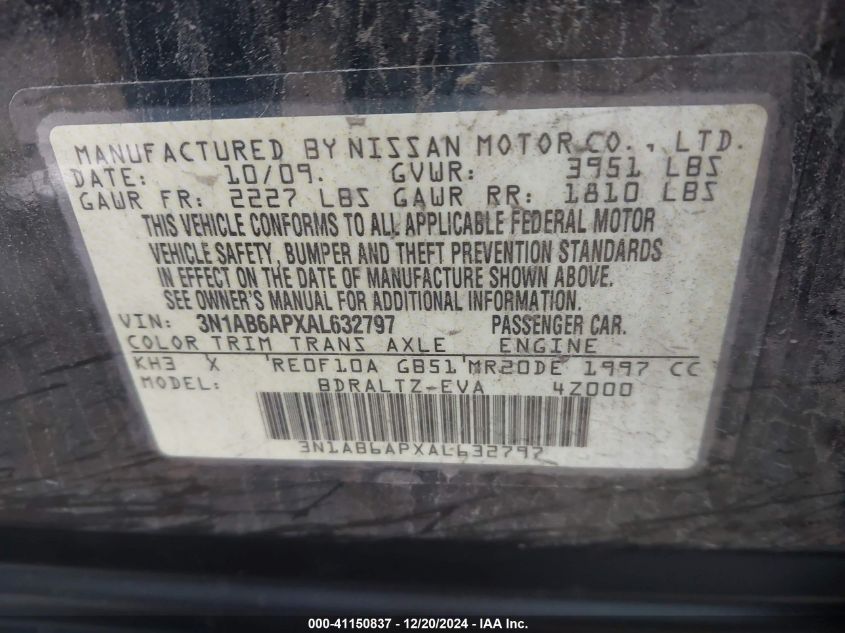 MANUFACTURED BY NISSAN MOTOR CO., LTD.
DATE: 10/09. GVWR: 3951 LBS
GAWR FR: 2227 LBS GAWR RR: 1810 LBS
THIS VEHICLE CONFORMS TO ALL APPLICABLE FEDERAL MOTOR
VEHICLE SAFETY, BUMPER AND THEFT PREVENTION STANDARDS
IN EFFECT ON THE DATE OF MANUFACTURE SHOWN ABOVE.
SEE OWNER'S MANUAL FOR ADDITIONAL INFORMATION.
VIN: 3N1AB6APXAL632797 PASSENGER CAR.
COLOR TRIM TRANS AXLE ENGINE
KH3 X RE0F10A GB51 MR20DE 1997 CC
MODEL: BDRALTZ-EVA 4Z000
3N1AB6APXAL632797
000-41150837 - 12/20/2024 - IAA Inc.